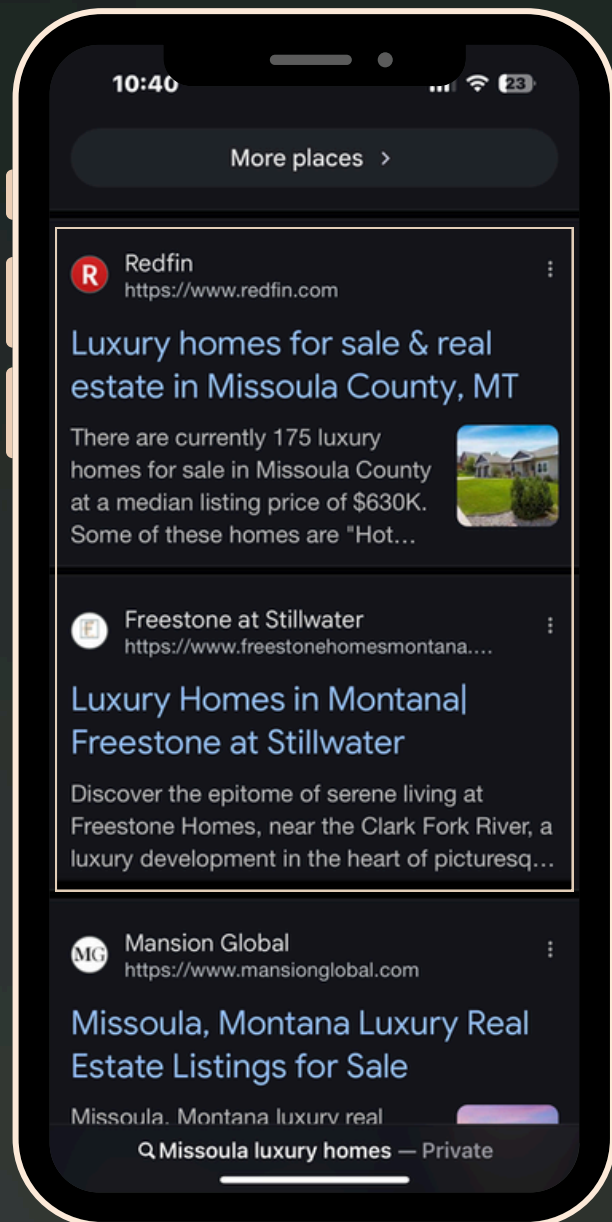 10:40
23
More places >
R
Redfin
https://www.redfin.com
Luxury homes for sale & real
estate in Missoula County, MT
There are currently 175 luxury
homes for sale in Missoula County
at a median listing price of $630K.
Some of these homes are "Hot...
F
Freestone at Stillwater
https://www.freestonehomesmontana....
Luxury Homes in Montana|
Freestone at Stillwater
Discover the epitome of serene living at
Freestone Homes, near the Clark Fork River, a
luxury development in the heart of picturesq...
MG
Mansion Global
https://www.mansionglobal.com
Missoula, Montana Luxury Real
Estate Listings for Sale
Missoula, Montana luxury real
Missoula luxury homes — Private